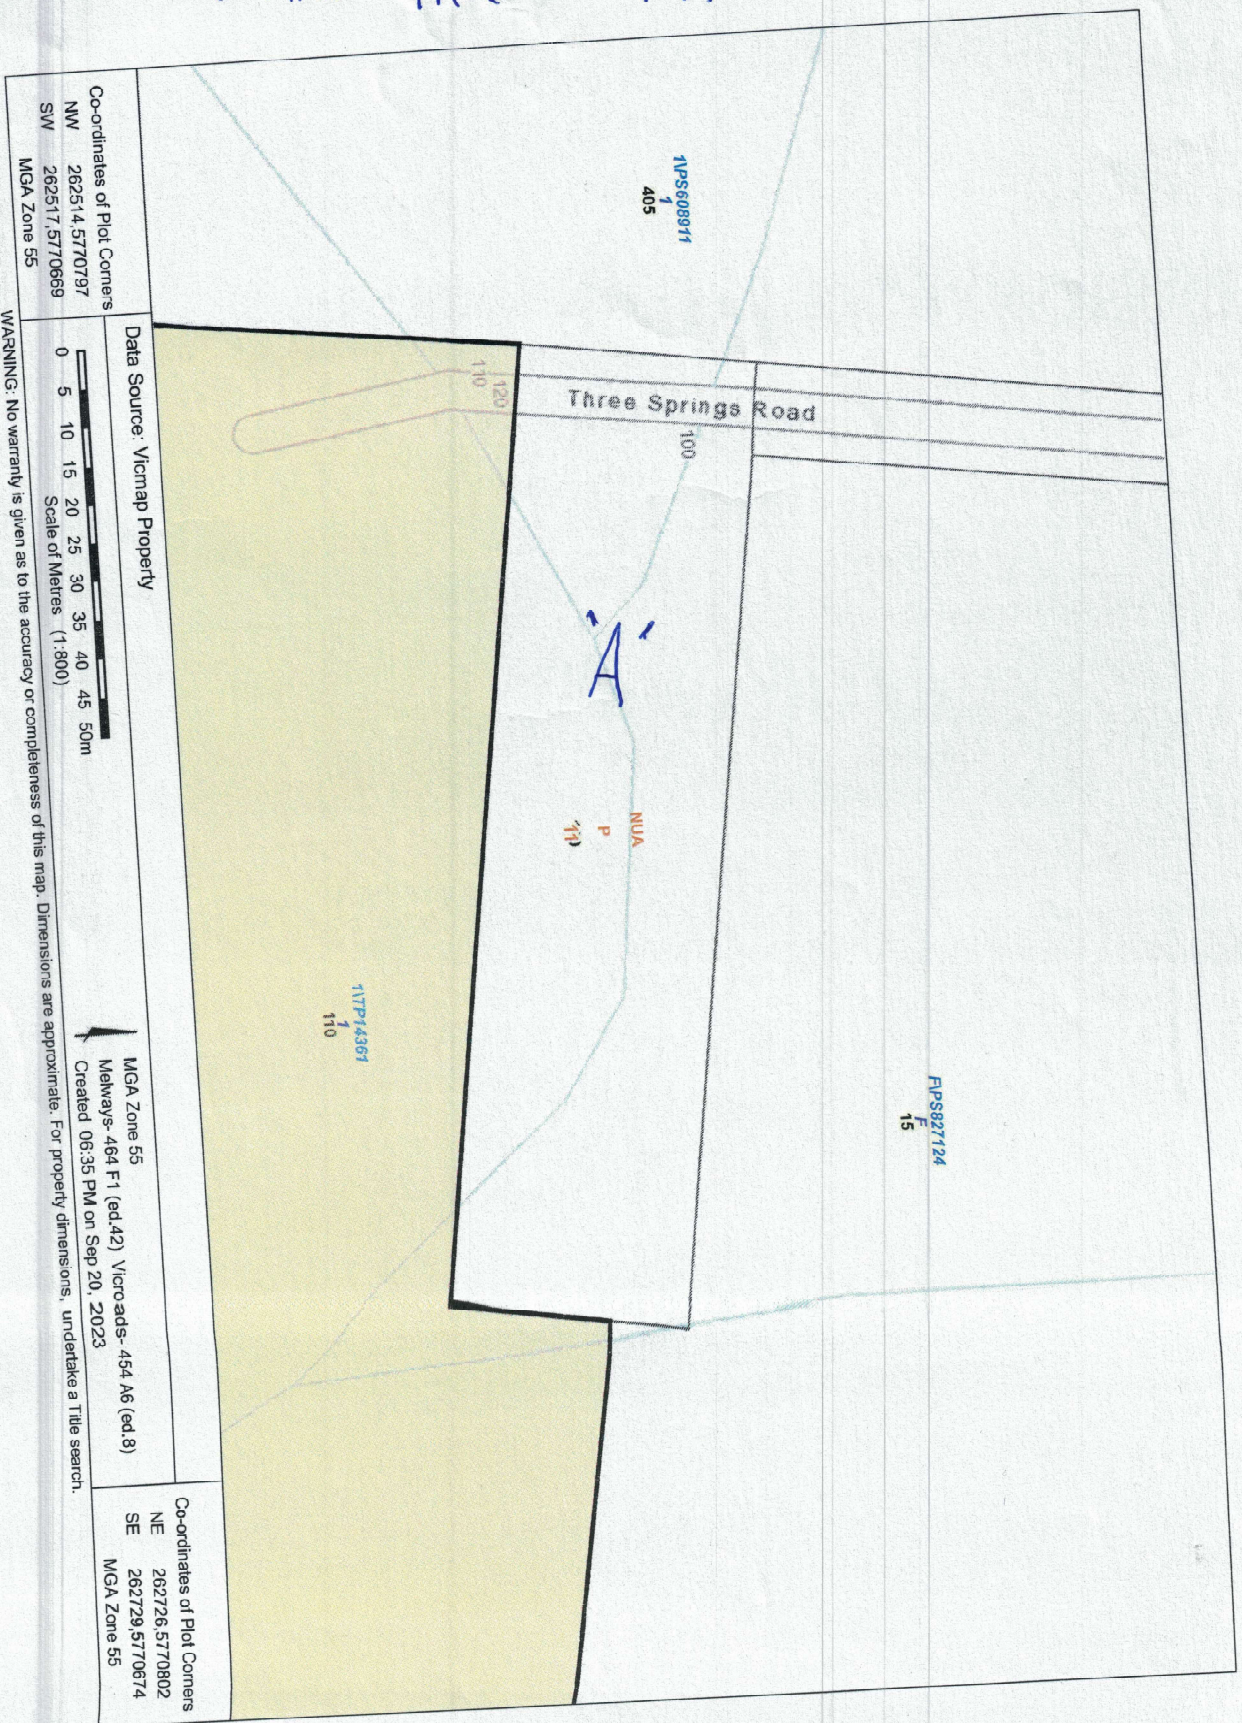 1\PS608911
1
405
Three Springs Road
100
120
110
'A'
NUA
P
F\PS827124
F
15
1\TP14361
1
110
Co-ordinates of Plot Corners
NW 262514,5770797
SW 262517,5770669
MGA Zone 55
Data Source: Vicmap Property
0 5 10 15 20 25 30 35 40 45 50m
Scale of Metres (1:800)
MGA Zone 55
Melways- 464 F1 (ed.42) Vicroads- 454 A6 (ed.8)
Created 06:35 PM on Sep 20, 2023
Co-ordinates of Plot Corners
NE 262726,5770802
SE 262729,5770674
MGA Zone 55
WARNING: No warranty is given as to the accuracy or completeness of this map. Dimensions are approximate. For property dimensions, undertake a Title search.